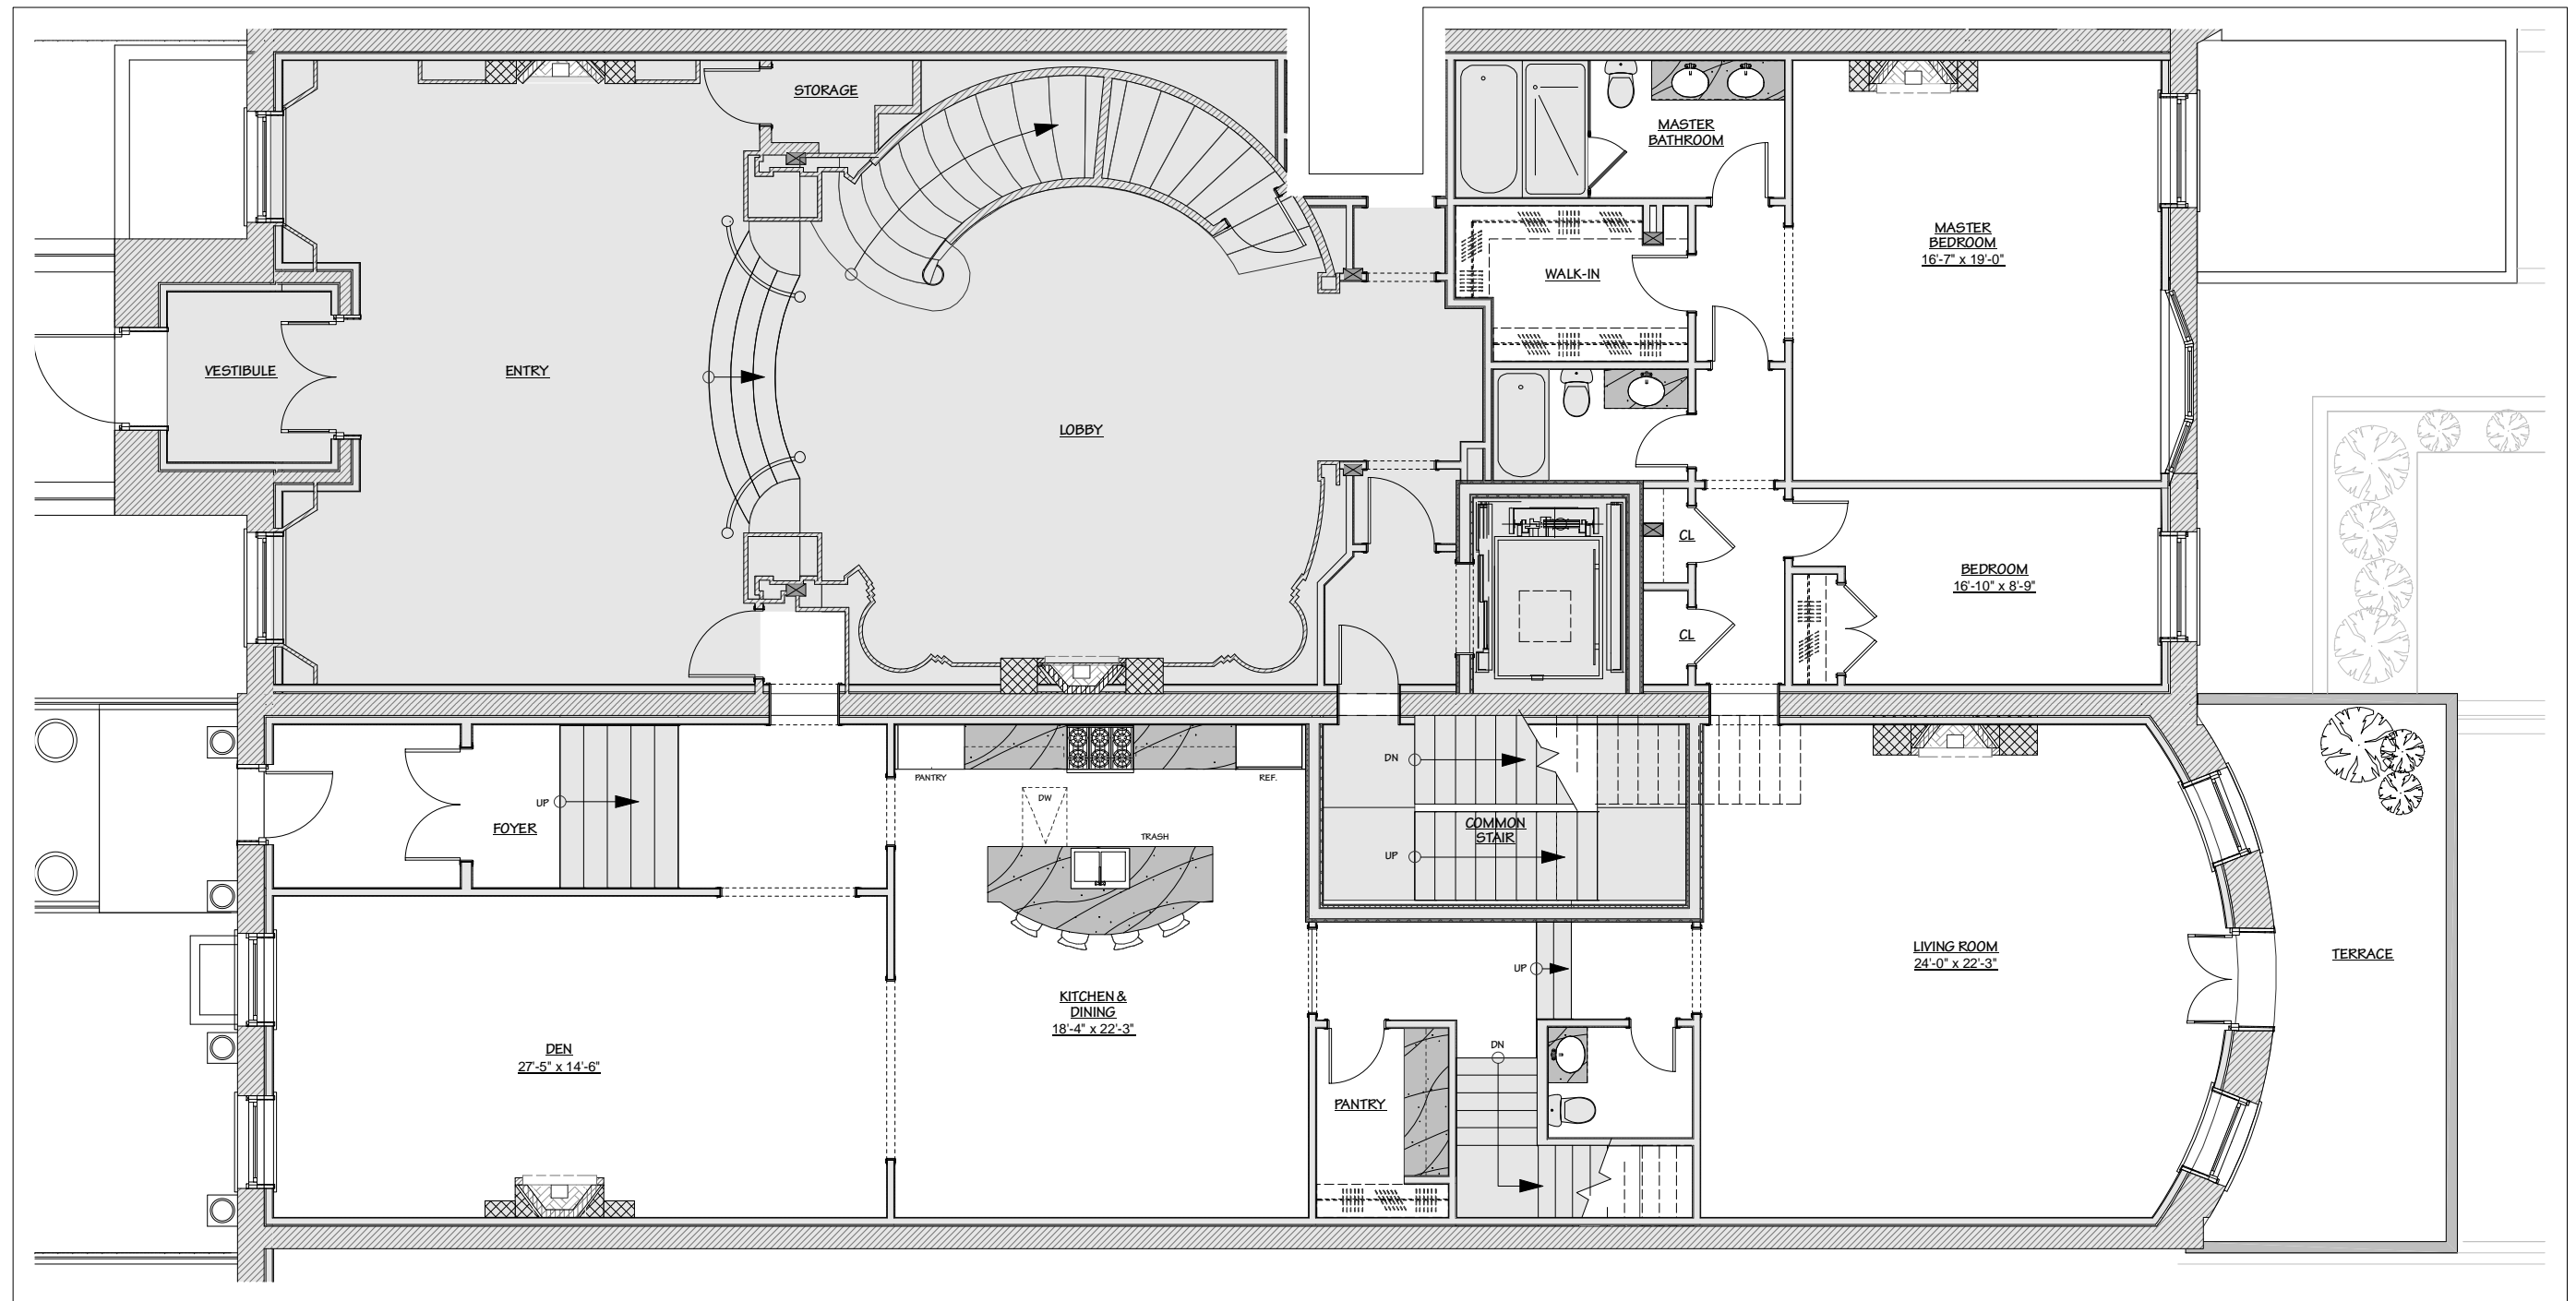 STORAGE
MASTER
BATHROOM
MASTER
BEDROOM
16'-7" x 19'-0"
WALK-IN
VESTIBULE
ENTRY
LOBBY
CL
BEDROOM
16'-10" x 8'-9"
CL
DN
PANTRY
REF.
DW
UP
FOYER
COMMON
STAIR
TRASH
UP
LIVING ROOM
24'-0" x 22'-3"
TERRACE
UP
KITCHEN &
DINING
18'-4" x 22'-3"
DEN
27'-5" x 14'-6"
DN
PANTRY